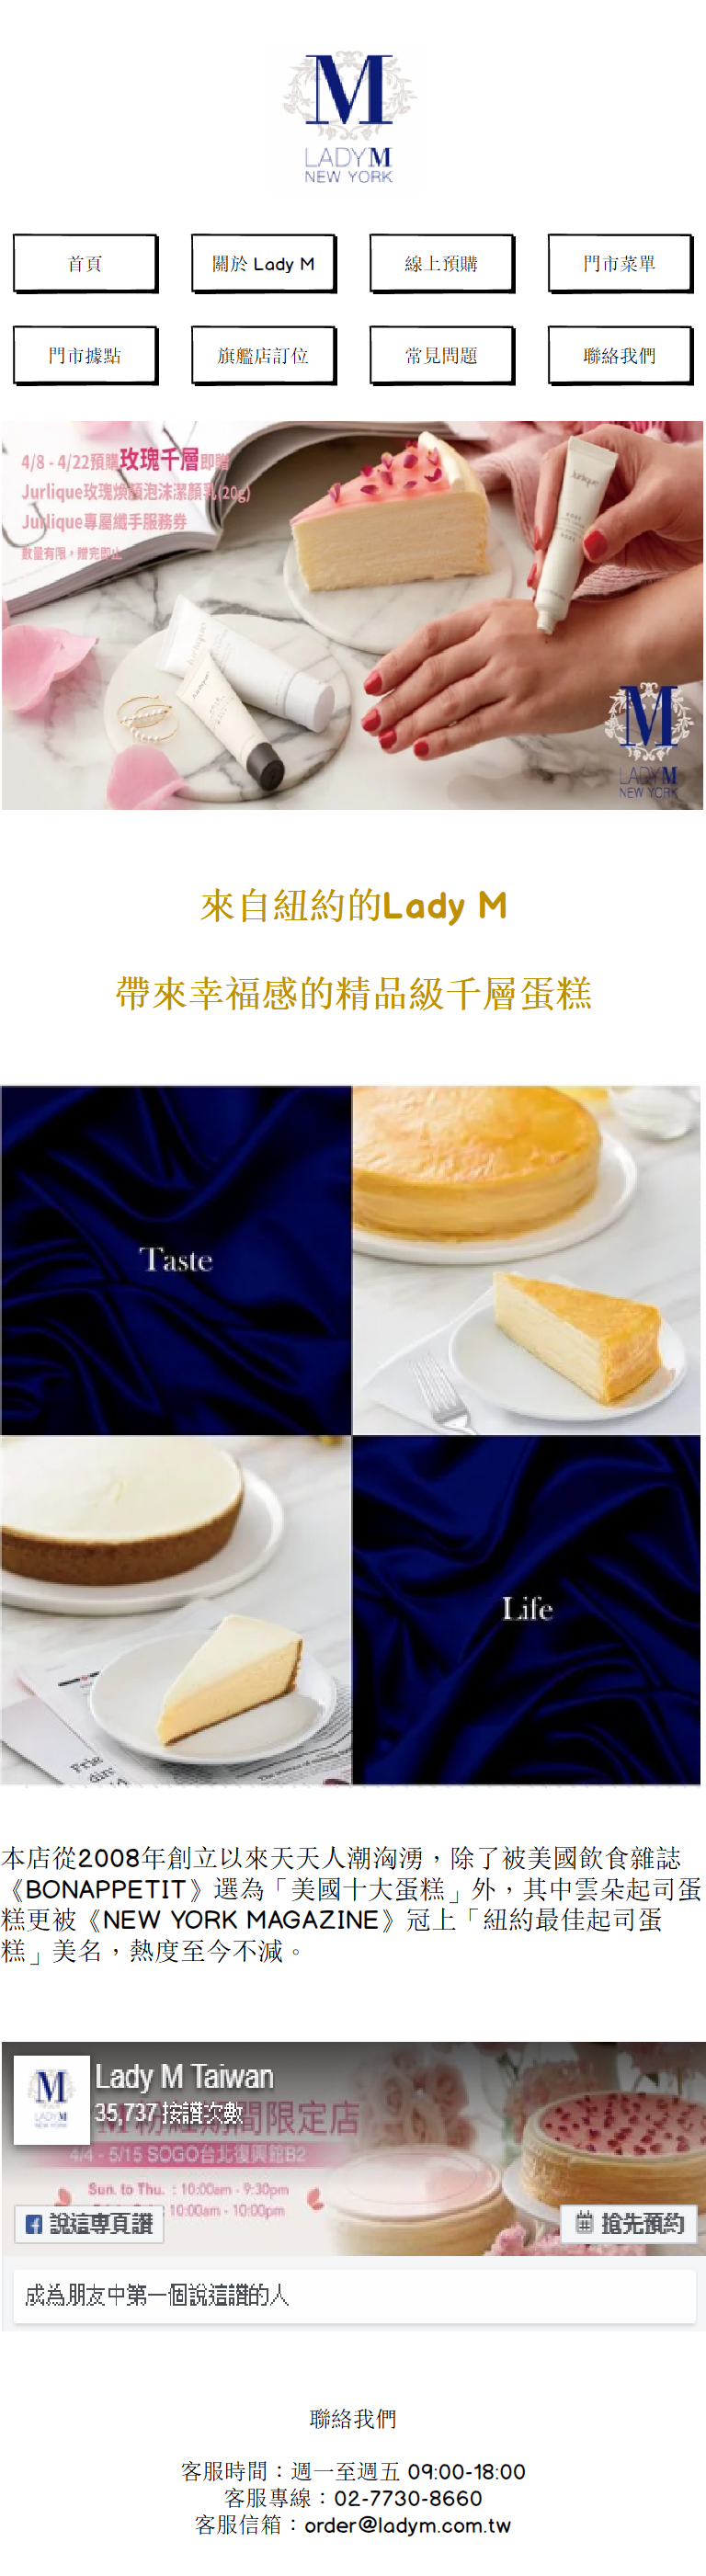 M
LADY M
NEW YORK
首頁
關於 Lady M
線上預購
門市菜單
門市據點
旗艦店訂位
常見問題
聯絡我們
4/8 - 4/22預購玫瑰千層即贈
Jurlique玫瑰煥顏泡沫潔顏乳(20g)
Jurlique專屬纖手服務券
數量有限，贈完即止
Jurlique
Jurlique
M
LADY M
NEW YORK
來自紐約的Lady M
帶來幸福感的精品級千層蛋糕
Taste
Life
本店從2008年創立以來天天人潮洶湧，除了被美國飲食雜誌
《BONAPPETIT》選為「美國十大蛋糕」外，其中雲朵起司蛋
糕更被《NEW YORK MAGAZINE》冠上「紐約最佳起司蛋
糕」美名，熱度至今不減。
M
LADY M
NEW YORK
Lady M Taiwan
35,737 按讚次數
期間限定店
4/4 - 5/15 SOGO台北復興館B2
Sun. to Thu. : 10:00am - 9:30pm
10:00am - 10:00pm
說這專頁讚
搶先預約
成為朋友中第一個說這讚的人
聯絡我們
客服時間：週一至週五 09:00-18:00
客服專線：02-7730-8660
客服信箱：order@ladym.com.tw